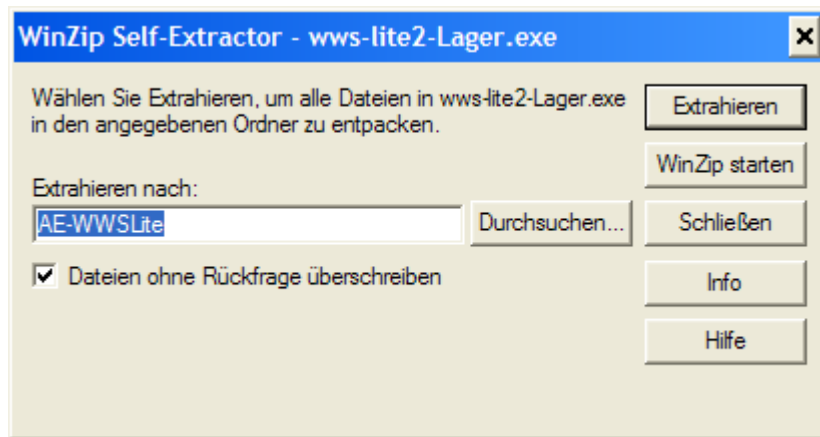 WinZip Self-Extractor - wws-lite2-Lager.exe
Wählen Sie Extrahieren, um alle Dateien in wws-lite2-Lager.exe
in den angegebenen Ordner zu entpacken.
Extrahieren nach:
AE-WWSLite
Durchsuchen...
Dateien ohne Rückfrage überschreiben
Extrahieren
WinZip starten
Schließen
Info
Hilfe